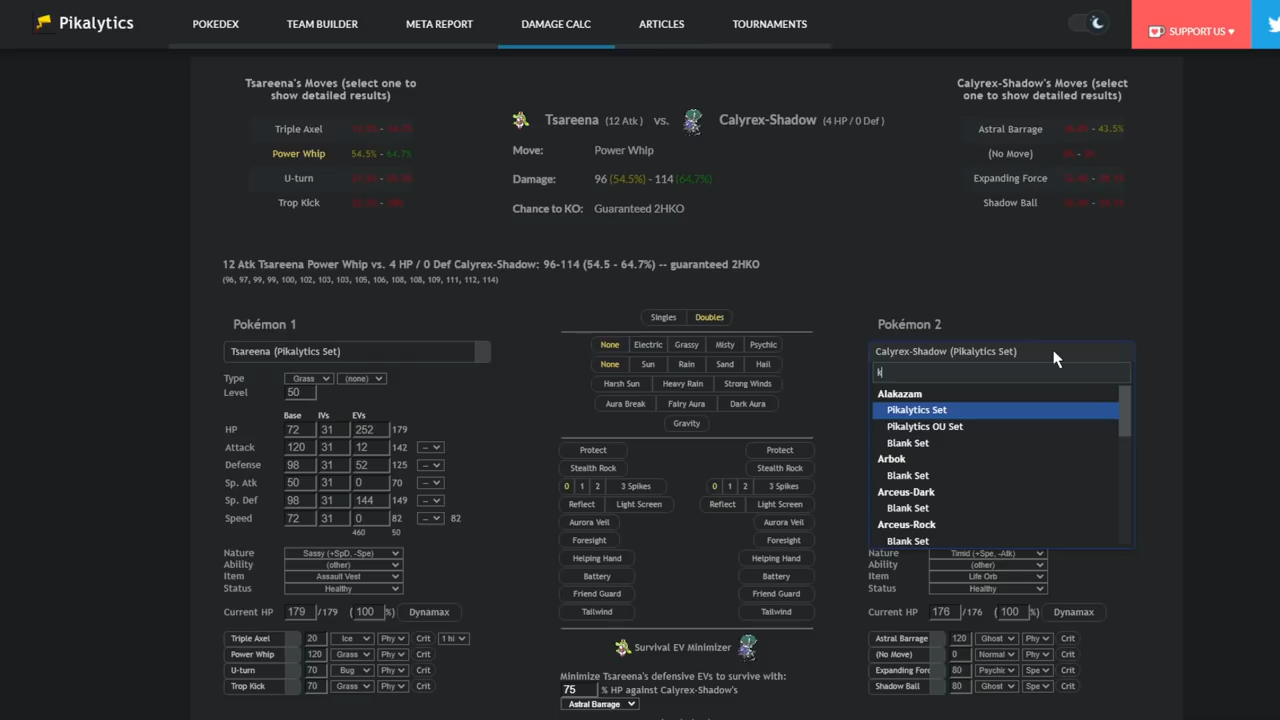 Pikalytics
POKEDEX
TEAM BUILDER
META REPORT
DAMAGE CALC
ARTICLES
TOURNAMENTS
SUPPORT US ▾
Tsareena's Moves (select one to
show detailed results)
Triple Axel
Power Whip 54.5% - 64.7%
U-turn
Trop Kick
Tsareena (12 Atk ) VS. Calyrex-Shadow (4 HP / 0 Def )
Move: Power Whip
Damage: 96 (54.5%) - 114 (64.7%)
Chance to KO: Guaranteed 2HKO
Calyrex-Shadow's Moves (select
one to show detailed results)
Astral Barrage - 43.5%
(No Move)
Expanding Force
Shadow Ball
12 Atk Tsareena Power Whip vs. 4 HP / 0 Def Calyrex-Shadow: 96-114 (54.5 - 64.7%) -- guaranteed 2HKO
(96, 97, 99, 99, 100, 102, 103, 103, 105, 106, 108, 108, 109, 111, 112, 114)
Pokémon 1
Tsareena (Pikalytics Set)
Type Grass (none)
Level 50
Base IVs EVs
HP 72 31 252 179
Attack 120 31 12 142 --
Defense 98 31 52 125 --
Sp. Atk 50 31 0 70 --
Sp. Def 98 31 144 149 --
Speed 72 31 0 82 -- 82
460 50
Nature Sassy (+SpD, -Spe)
Ability (other)
Item Assault Vest
Status Healthy
Current HP 179 /179 ( 100 %) Dynamax
Triple Axel 20 Ice Phy Crit 1 hi
Power Whip 120 Grass Phy Crit
U-turn 70 Bug Phy Crit
Trop Kick 70 Grass Phy Crit
Singles Doubles
None Electric Grassy Misty Psychic
None Sun Rain Sand Hail
Harsh Sun Heavy Rain Strong Winds
Aura Break Fairy Aura Dark Aura
Gravity
Protect Protect
Stealth Rock Stealth Rock
0 1 2 3 Spikes 0 1 2 3 Spikes
Reflect Light Screen Reflect Light Screen
Aurora Veil Aurora Veil
Foresight Foresight
Helping Hand Helping Hand
Battery Battery
Friend Guard Friend Guard
Tailwind Tailwind
Survival EV Minimizer
Minimize Tsareena's defensive EVs to survive with:
75 % HP against Calyrex-Shadow's
Astral Barrage
Pokémon 2
Calyrex-Shadow (Pikalytics Set)
k
Alakazam
Pikalytics Set
Pikalytics OU Set
Blank Set
Arbok
Blank Set
Arceus-Dark
Blank Set
Arceus-Rock
Blank Set
Nature Timid (+Spe, -Atk)
Ability (other)
Item Life Orb
Status Healthy
Current HP 176 /176 ( 100 %) Dynamax
Astral Barrage 120 Ghost Phy Crit
(No Move) 0 Normal Phy Crit
Expanding Force 80 Psychic Spe Crit
Shadow Ball 80 Ghost Spe Crit